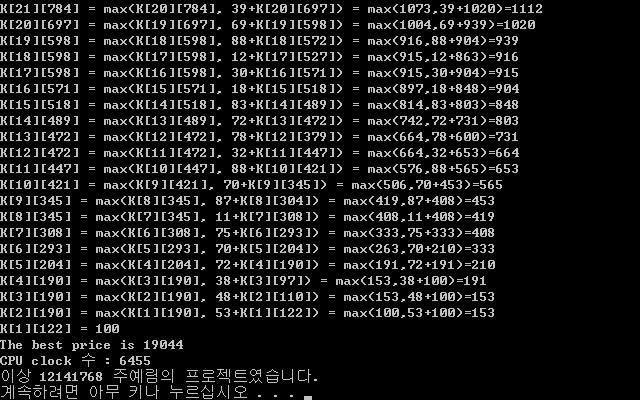 K[21][784] = max(K[20][784], 39+K[20][697]) = max(1073,39+1020)=1112
K[20][697] = max(K[19][697], 69+K[19][598]) = max(1004,69+939)=1020
K[19][598] = max(K[18][598], 88+K[18][572]) = max(916,88+904)=939
K[18][598] = max(K[17][598], 12+K[17][527]) = max(915,12+863)=916
K[17][598] = max(K[16][598], 30+K[16][571]) = max(915,30+904)=915
K[16][571] = max(K[15][571], 18+K[15][518]) = max(897,18+848)=904
K[15][518] = max(K[14][518], 83+K[14][489]) = max(814,83+803)=848
K[14][489] = max(K[13][489], 72+K[13][472]) = max(742,72+731)=803
K[13][472] = max(K[12][472], 78+K[12][379]) = max(664,78+600)=731
K[12][472] = max(K[11][472], 32+K[11][447]) = max(664,32+653)=664
K[11][447] = max(K[10][447], 88+K[10][421]) = max(576,88+565)=653
K[10][421] = max(K[9][421], 70+K[9][345]) = max(506,70+453)=565
K[9][345] = max(K[8][345], 87+K[8][304]) = max(419,87+408)=453
K[8][345] = max(K[7][345], 11+K[7][308]) = max(408,11+408)=419
K[7][308] = max(K[6][308], 75+K[6][293]) = max(333,75+333)=408
K[6][293] = max(K[5][293], 70+K[5][204]) = max(263,70+210)=333
K[5][204] = max(K[4][204], 72+K[4][190]) = max(191,72+191)=210
K[4][190] = max(K[3][190], 38+K[3][97]) = max(153,38+100)=191
K[3][190] = max(K[2][190], 48+K[2][110]) = max(153,48+100)=153
K[2][190] = max(K[1][190], 53+K[1][122]) = max(100,53+100)=153
K[1][122] = 100
The best price is 19044
CPU clock 수 : 6455
이상 12141768 주예림의 프로젝트였습니다.
계속하려면 아무 키나 누르십시오 . . .